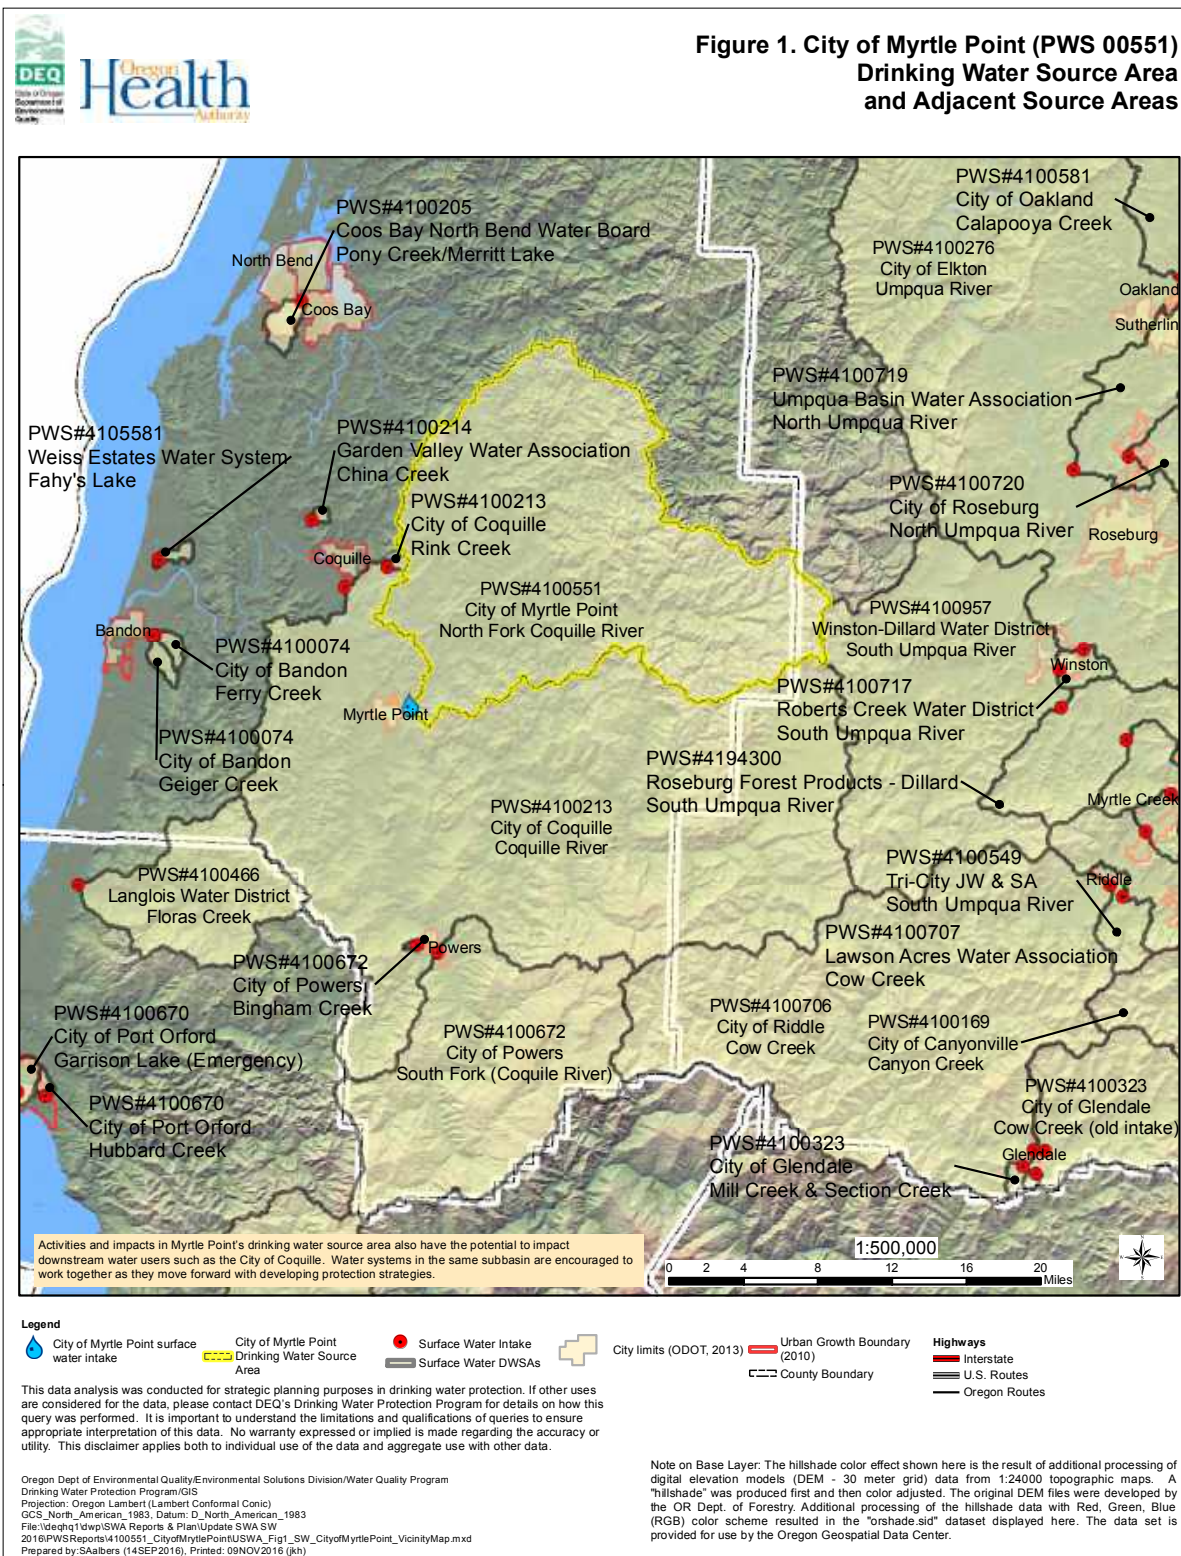 DEQ
State of Oregon
Department of
Environmental
Quality
Oregon
Health
Authority
Figure 1. City of Myrtle Point (PWS 00551)
Drinking Water Source Area
and Adjacent Source Areas
PWS#4100581
City of Oakland
Calapooya Creek
PWS#4100205
Coos Bay North Bend Water Board
Pony Creek/Merritt Lake
North Bend
Coos Bay
PWS#4100276
City of Elkton
Umpqua River
Oakland
Sutherlin
PWS#4100719
Umpqua Basin Water Association
North Umpqua River
PWS#4105581
Weiss Estates Water System
Fahy's Lake
PWS#4100214
Garden Valley Water Association
China Creek
PWS#4100213
City of Coquille
Rink Creek
PWS#4100720
City of Roseburg
North Umpqua River
Roseburg
Coquille
PWS#4100551
City of Myrtle Point
North Fork Coquille River
PWS#4100957
Winston-Dillard Water District
South Umpqua River
Winston
Bandon
PWS#4100074
City of Bandon
Ferry Creek
PWS#4100717
Roberts Creek Water District
South Umpqua River
Myrtle Point
PWS#4100074
City of Bandon
Geiger Creek
PWS#4194300
Roseburg Forest Products - Dillard
South Umpqua River
Myrtle Creek
PWS#4100213
City of Coquille
Coquille River
PWS#4100466
Langlois Water District
Floras Creek
PWS#4100549
Tri-City JW & SA
South Umpqua River
Riddle
PWS#4100707
Lawson Acres Water Association
Cow Creek
Powers
PWS#4100672
City of Powers
Bingham Creek
PWS#4100670
City of Port Orford
Garrison Lake (Emergency)
PWS#4100672
City of Powers
South Fork (Coquile River)
PWS#4100706
City of Riddle
Cow Creek
PWS#4100169
City of Canyonville
Canyon Creek
PWS#4100670
City of Port Orford
Hubbard Creek
PWS#4100323
City of Glendale
Cow Creek (old intake)
PWS#4100323
City of Glendale
Mill Creek & Section Creek
Glendale
Activities and impacts in Myrtle Point's drinking water source area also have the potential to impact
downstream water users such as the City of Coquille. Water systems in the same subbasin are encouraged to
work together as they move forward with developing protection strategies.
1:500,000
0 2 4 8 12 16 20
Miles
Legend
City of Myrtle Point surface
water intake
City of Myrtle Point
Drinking Water Source
Area
Surface Water Intake
Surface Water DWSAs
City limits (ODOT, 2013)
Urban Growth Boundary
(2010)
County Boundary
Highways
Interstate
U.S. Routes
Oregon Routes
This data analysis was conducted for strategic planning purposes in drinking water protection. If other uses
are considered for the data, please contact DEQ's Drinking Water Protection Program for details on how this
query was performed. It is important to understand the limitations and qualifications of queries to ensure
appropriate interpretation of this data. No warranty expressed or implied is made regarding the accuracy or
utility. This disclaimer applies both to individual use of the data and aggregate use with other data.
Oregon Dept of Environmental Quality/Environmental Solutions Division/Water Quality Program
Drinking Water Protection Program/GIS
Projection: Oregon Lambert (Lambert Conformal Conic)
GCS_North_American_1983, Datum: D_North_American_1983
File:\\deqhq1\dwp\SWA Reports & Plan\Update SWA SW
2016\PWSReports\4100551_CityofMyrtlePoint\USWA_Fig1_SW_CityofMyrtlePoint_VicinityMap.mxd
Prepared by:SAalbers (14SEP2016), Printed: 09NOV2016 (jkh)
Note on Base Layer: The hillshade color effect shown here is the result of additional processing of
digital elevation models (DEM - 30 meter grid) data from 1:24000 topographic maps. A
"hillshade" was produced first and then color adjusted. The original DEM files were developed by
the OR Dept. of Forestry. Additional processing of the hillshade data with Red, Green, Blue
(RGB) color scheme resulted in the "orshade.sid" dataset displayed here. The data set is
provided for use by the Oregon Geospatial Data Center.